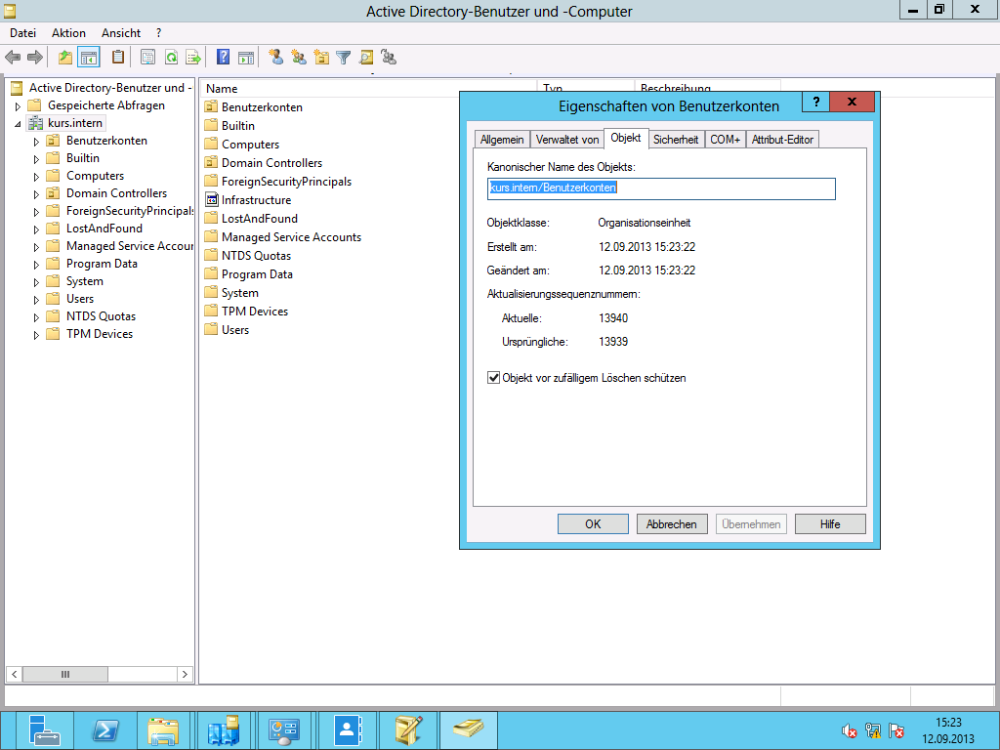 Active Directory-Benutzer und -Computer
Datei Aktion Ansicht ?
Active Directory-Benutzer und -
Gespeicherte Abfragen
kurs.intern
Benutzerkonten
Builtin
Computers
Domain Controllers
ForeignSecurityPrincipals
LostAndFound
Managed Service Accour
Program Data
System
Users
NTDS Quotas
TPM Devices
Name Typ Beschreibung
Benutzerkonten
Builtin
Computers
Domain Controllers
ForeignSecurityPrincipals
Infrastructure
LostAndFound
Managed Service Accounts
NTDS Quotas
Program Data
System
TPM Devices
Users
Eigenschaften von Benutzerkonten
? x
Allgemein Verwaltet von Objekt Sicherheit COM+ Attribut-Editor
Kanonischer Name des Objekts:
kurs.intern/Benutzerkonten
Objektklasse: Organisationseinheit
Erstellt am: 12.09.2013 15:23:22
Geändert am: 12.09.2013 15:23:22
Aktualisierungssequenznummern:
Aktuelle: 13940
Ursprüngliche: 13939
Objekt vor zufälligem Löschen schützen
OK Abbrechen Übernehmen Hilfe
15:23
12.09.2013